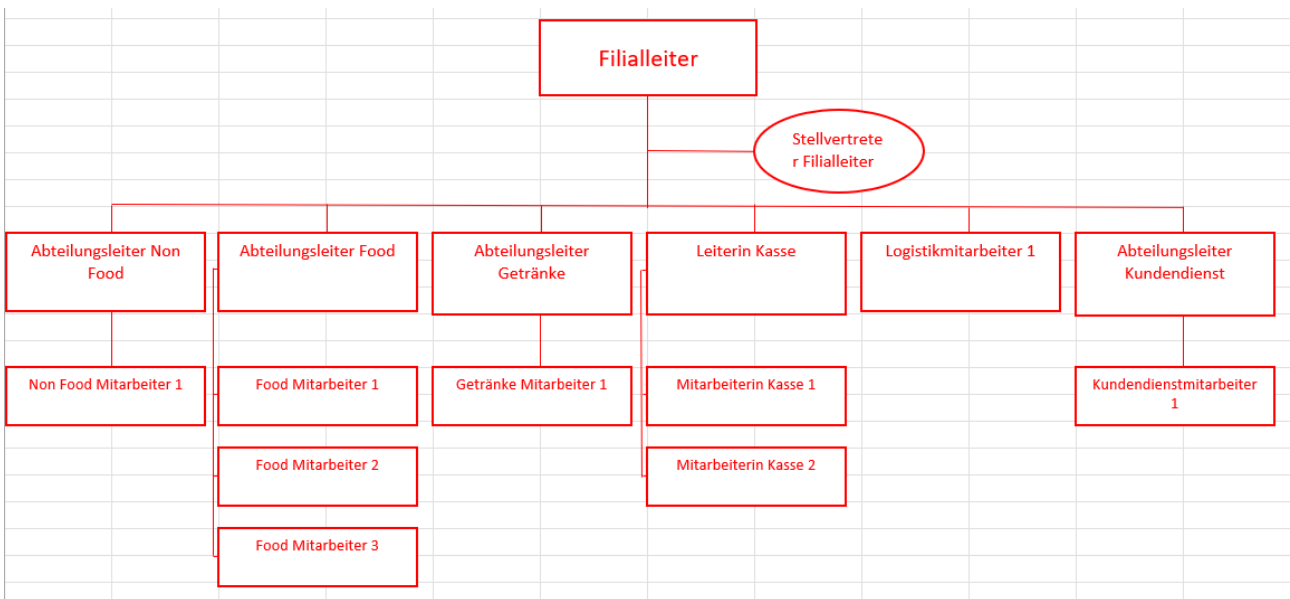 Filialleiter
Stellvertrete
r Filialleiter
Abteilungsleiter Non
Food
Abteilungsleiter Food
Abteilungsleiter
Getränke
Leiterin Kasse
Logistikmitarbeiter 1
Abteilungsleiter
Kundendienst
Non Food Mitarbeiter 1
Food Mitarbeiter 1
Getränke Mitarbeiter 1
Mitarbeiterin Kasse 1
Kundendienstmitarbeiter
1
Food Mitarbeiter 2
Mitarbeiterin Kasse 2
Food Mitarbeiter 3